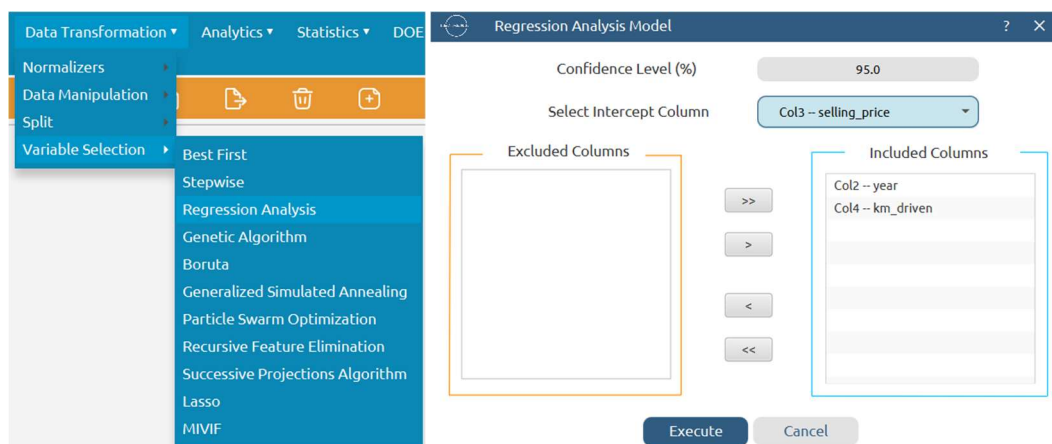 Data Transformation Analytics Statistics DOE
Normalizers
Data Manipulation
Split
Variable Selection
Best First
Stepwise
Regression Analysis
Genetic Algorithm
Boruta
Generalized Simulated Annealing
Particle Swarm Optimization
Recursive Feature Elimination
Successive Projections Algorithm
Lasso
MIVIF
Regression Analysis Model ?
Confidence Level (%) 95.0
Select Intercept Column Col3 -- selling_price
Excluded Columns
>>
>
<
<<
Included Columns
Col2 -- year
Col4 -- km_driven
Execute Cancel